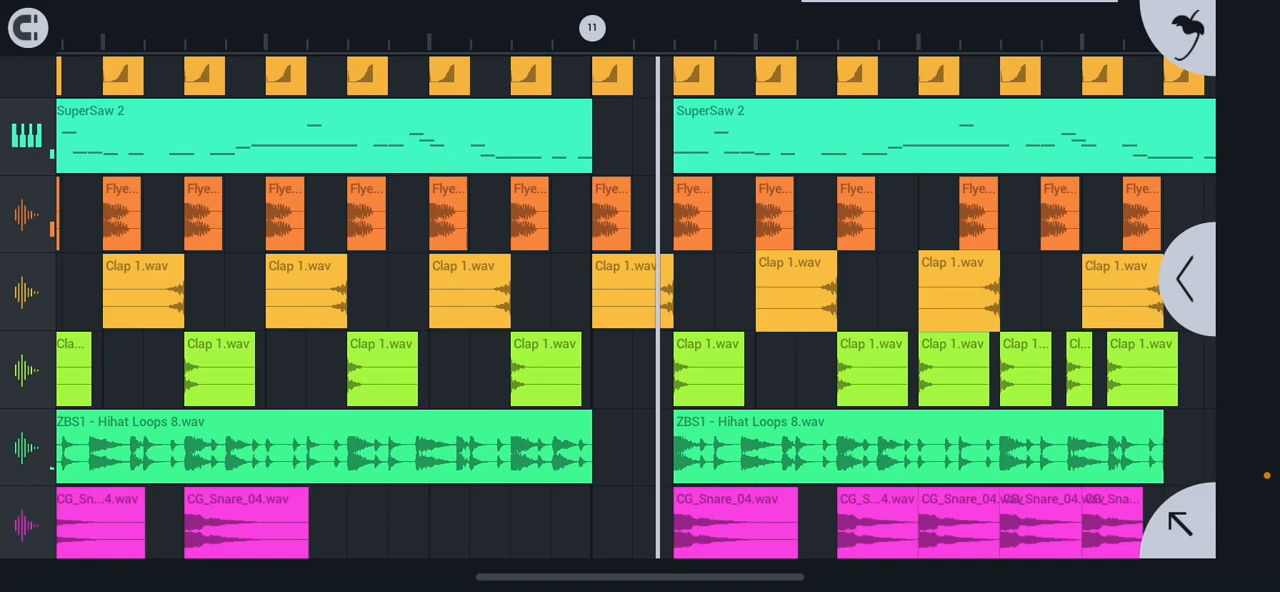 11
SuperSaw 2
SuperSaw 2
Flye...
Flye...
Flye...
Flye...
Flye...
Flye...
Flye...
Flye...
Flye...
Flye...
Flye...
Flye...
Flye...
Clap 1.wav
Clap 1.wav
Clap 1.wav
Clap 1.wav
Clap 1.wav
Clap 1.wav
Clap 1.wav
Cla...
Clap 1.wav
Clap 1.wav
Clap 1.wav
Clap 1.wav
Clap 1.wav
Clap 1.wav
Clap 1...
Cl...
Clap 1.wav
ZBS1 - Hihat Loops 8.wav
ZBS1 - Hihat Loops 8.wav
CG_Sn...4.wav
CG_Snare_04.wav
CG_Snare_04.wav
CG_S...4.wav
CG_Snare_04.wav
CG_Snare_04.wav
CG_Sna...